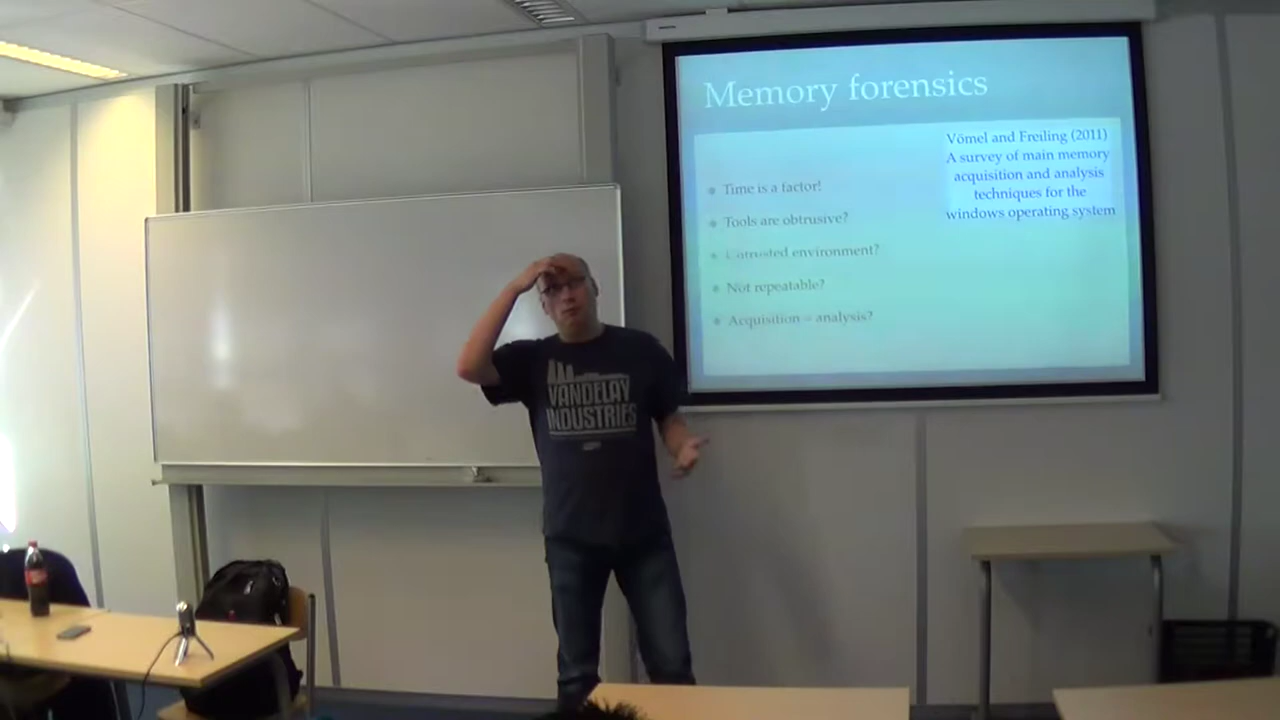 Memory forensics
Vömel and Freiling (2011)
A survey of main memory
acquisition and analysis
techniques for the
windows operating system
Time is a factor!
Tools are obtrusive?
Untrusted environment?
Not repeatable?
Acquisition = analysis?
VANDELAY
INDUSTRIES